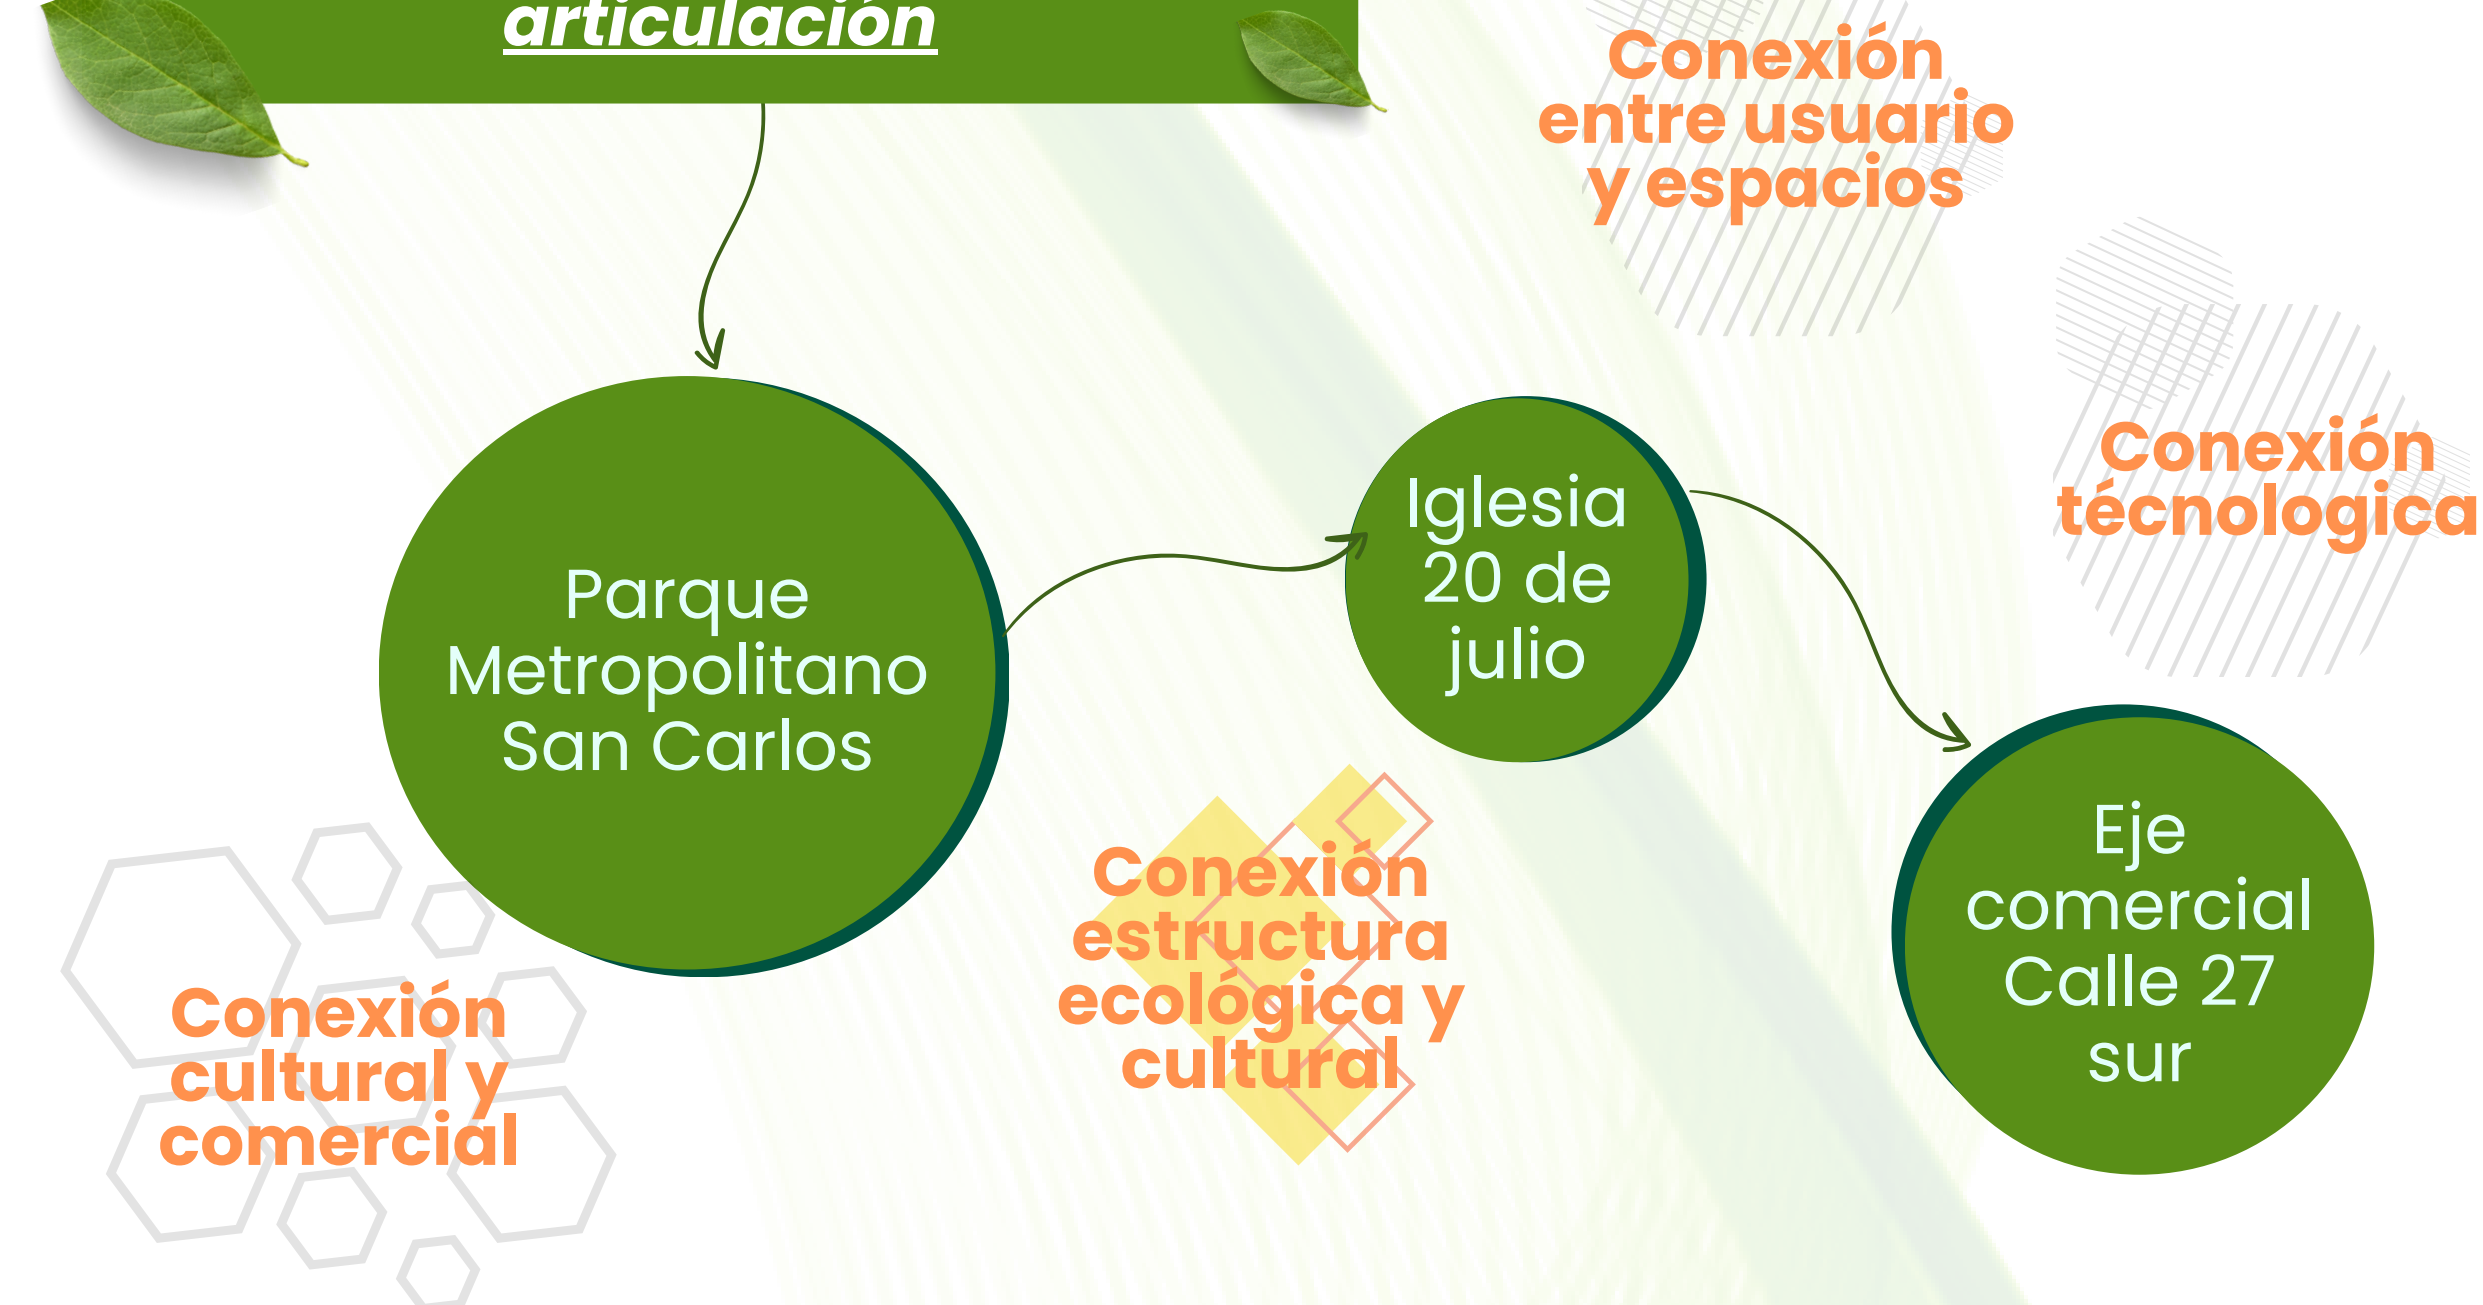 articulación
Conexión
entre usuario
y espacios
Conexión
técnologica
Iglesia
20 de
julio
Parque
Metropolitano
San Carlos
Eje
comercial
Calle 27
sur
Conexión
estructura
ecológica y
cultural
Conexión
cultural y
comercial